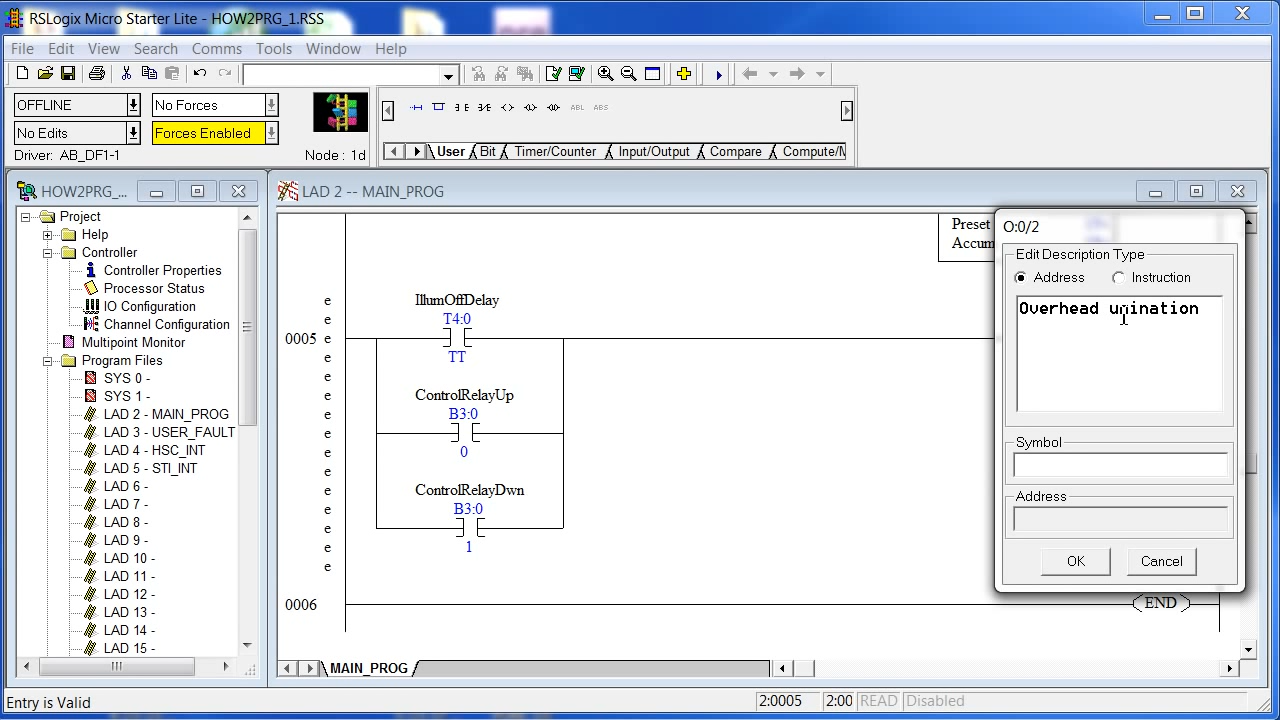 RSLogix Micro Starter Lite - HOW2PRG_1.RSS
File Edit View Search Comms Tools Window Help
OFFLINE No Forces
No Edits Forces Enabled
Driver: AB_DF1-1 Node : 1d
ABL ABS
User Bit Timer/Counter Input/Output Compare Compute/M
HOW2PRG_...
Project
Help
Controller
Controller Properties
Processor Status
IO Configuration
Channel Configuration
Multipoint Monitor
Program Files
SYS 0 -
SYS 1 -
LAD 2 - MAIN_PROG
LAD 3 - USER_FAULT
LAD 4 - HSC_INT
LAD 5 - STI_INT
LAD 6 -
LAD 7 -
LAD 8 -
LAD 9 -
LAD 10 -
LAD 11 -
LAD 12 -
LAD 13 -
LAD 14 -
LAD 15 -
LAD 2 -- MAIN_PROG
Preset
Accum
e IllumOffDelay
e T4:0
0005 e
e TT
e
e ControlRelayUp
e B3:0
e
e 0
e
e ControlRelayDwn
e B3:0
e
e 1
e
0006 END
MAIN_PROG
O:0/2
Edit Description Type
Address Instruction
Overhead umination
Symbol
Address
OK Cancel
Entry is Valid 2:0005 2:00 READ Disabled